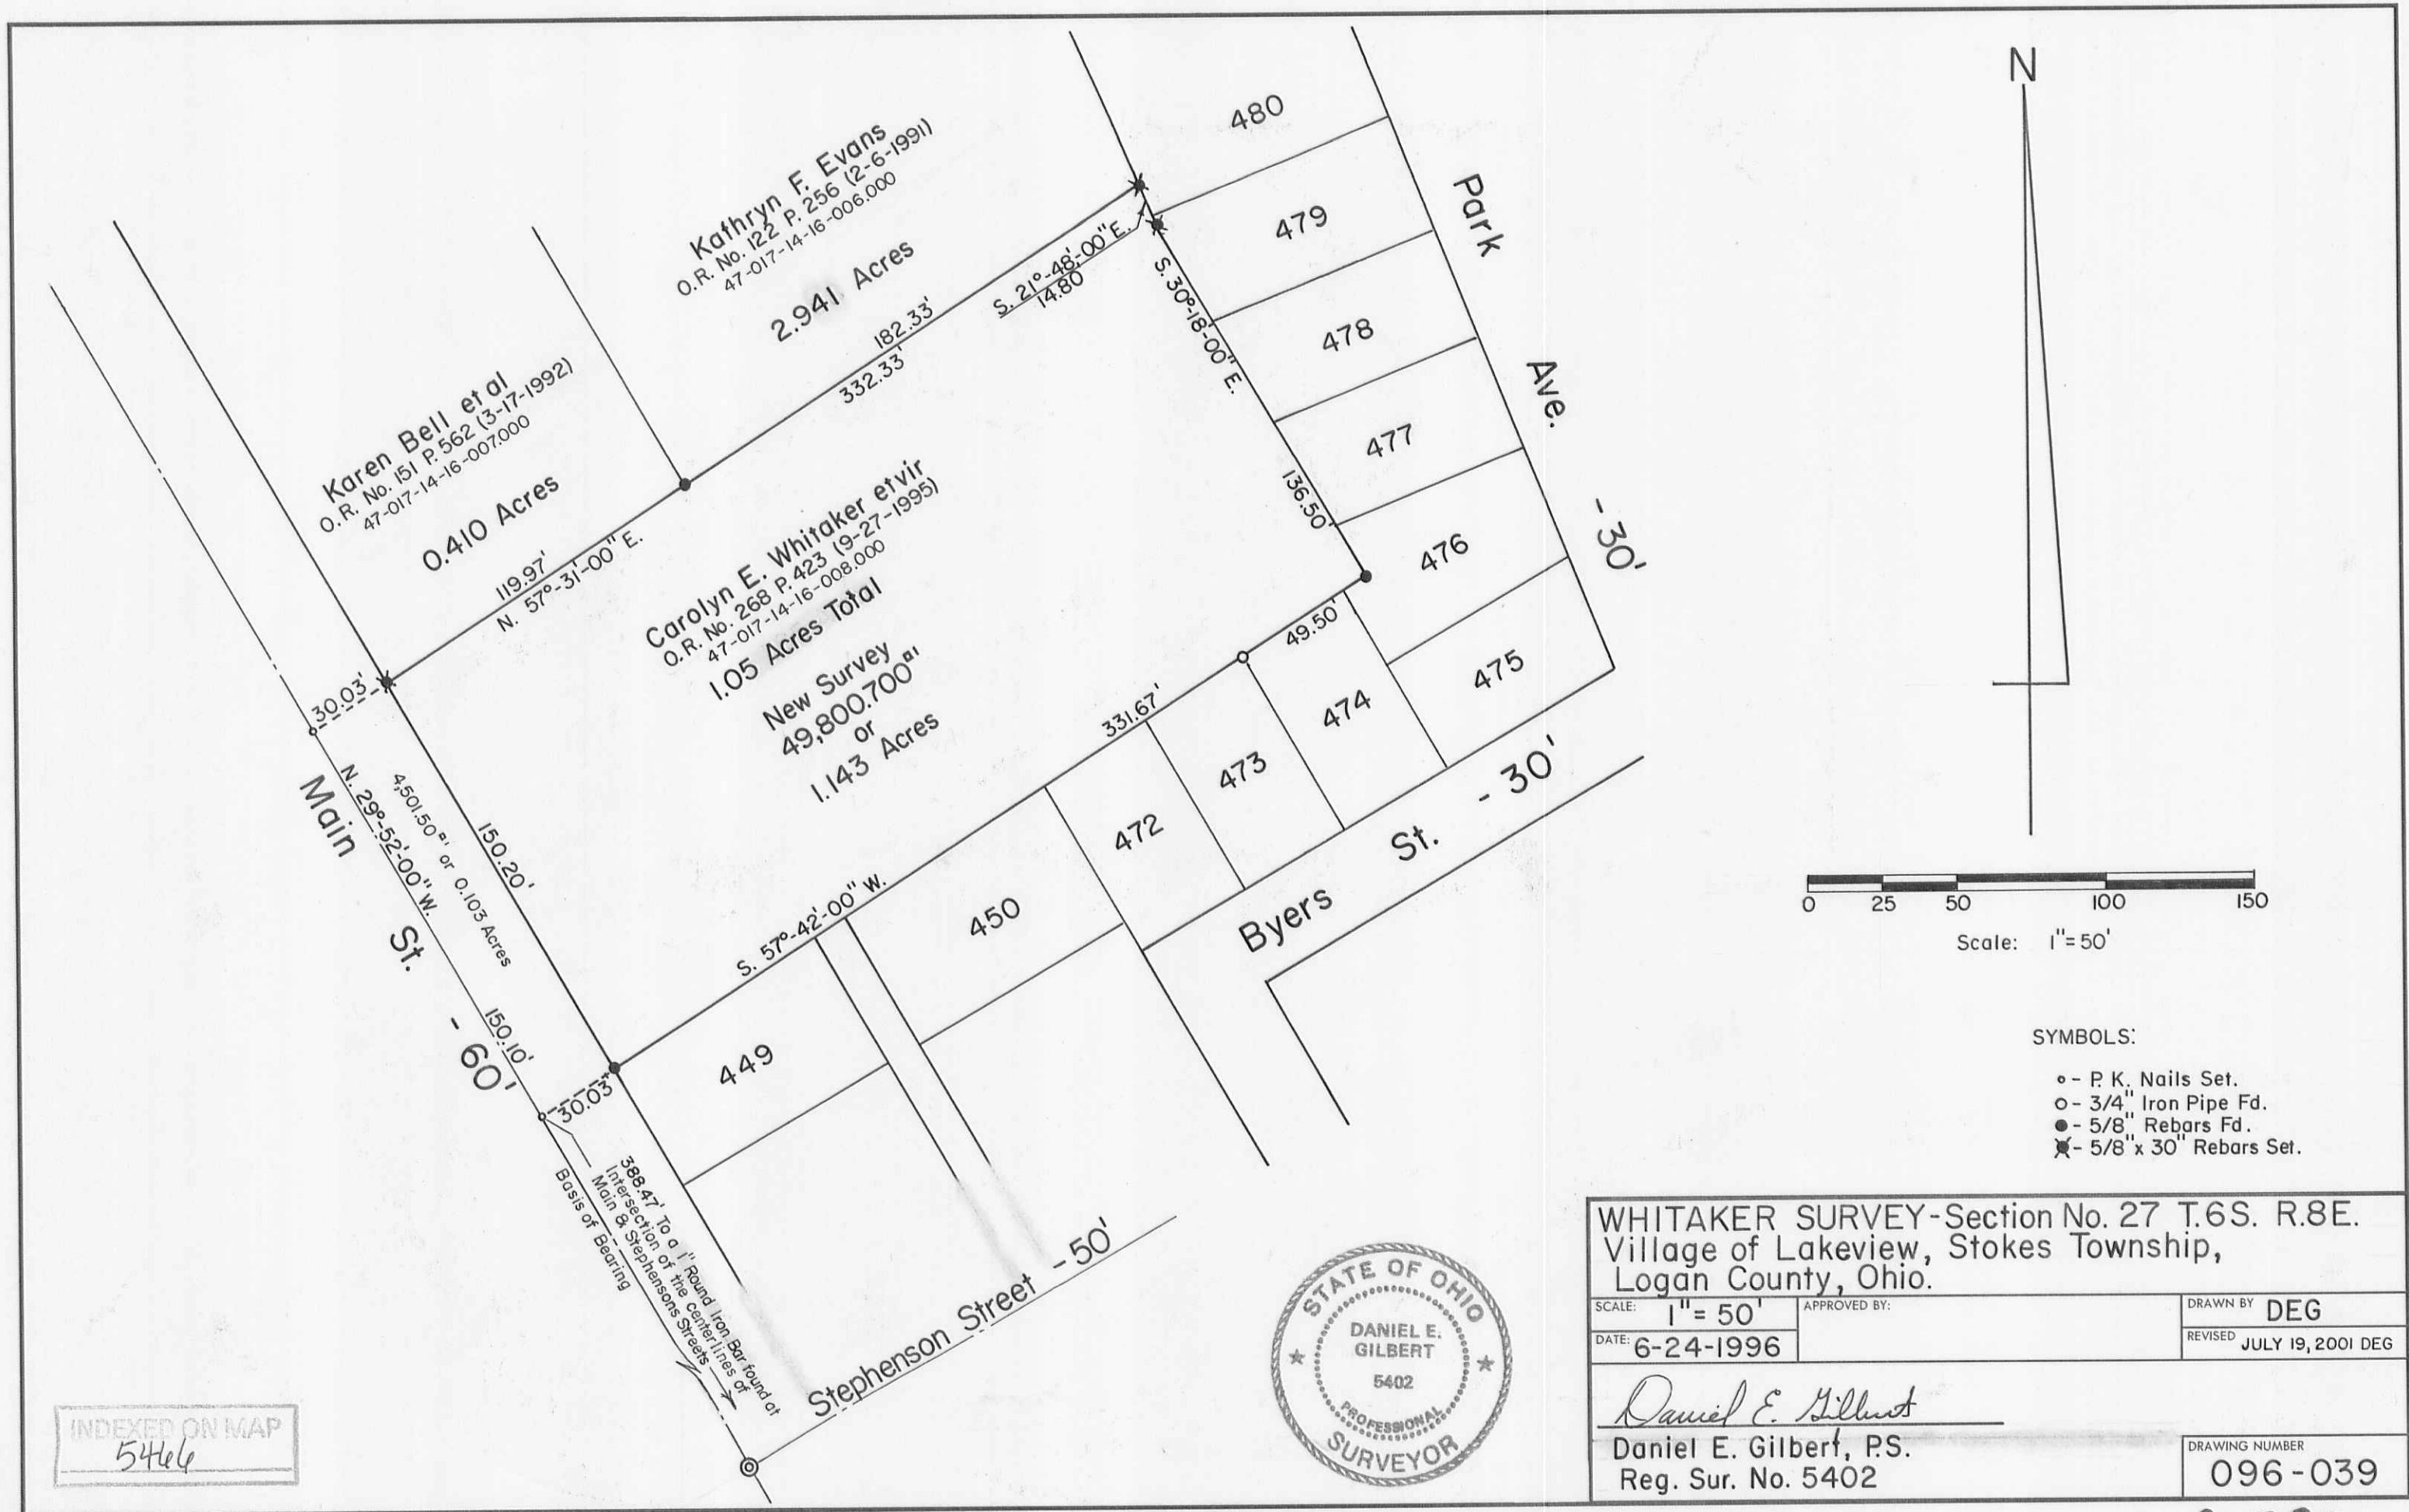 N
480
479
478
477
476
475
474
473
472
450
449
Park Ave. - 30'
Kathryn F. Evans
O.R. No. 122 P. 256 (2-6-1991)
47-017-14-16-006.000
2.941 Acres
182.33'
332.33'
S. 21°-48'-00" E.
14.80
S. 30°-18'-00" E.
136.50'
Karen Bell et al
O.R. No. 151 P. 562 (3-17-1992)
47-017-14-16-007.000
0.410 Acres
119.97'
N. 57°-31'-00" E.
Carolyn E. Whitaker etvir
O.R. No. 268 P. 423 (9-27-1995)
47-017-14-16-008.000
1.05 Acres Total
New Survey
49,800.700 □'
or
1.143 Acres
49.50'
331.67'
S. 57°-42'-00" W.
30.03'
Main St. - 60'
N. 29°-52'-00" W.
4,501.50 □' or 0.103 Acres
150.20'
150.10'
30.03'
388.47' To a 1" Round Iron Bar found at
Intersection of the centerlines of
Main & Stephensons Streets
Basis of Bearing
Byers St. - 30'
Stephenson Street - 50'
0 25 50 100 150
Scale: 1"=50'
SYMBOLS:
- P. K. Nails Set.
- 3/4" Iron Pipe Fd.
- 5/8" Rebars Fd.
- 5/8" x 30" Rebars Set.
STATE OF OHIO
DANIEL E.
GILBERT
5402
PROFESSIONAL
SURVEYOR
WHITAKER SURVEY-Section No. 27 T.6S. R.8E.
Village of Lakeview, Stokes Township,
Logan County, Ohio.
SCALE: 1"= 50'
APPROVED BY:
DRAWN BY DEG
DATE: 6-24-1996
REVISED JULY 19, 2001 DEG
Daniel E. Gilbert
Daniel E. Gilbert, P.S.
Reg. Sur. No. 5402
DRAWING NUMBER
096-039
INDEXED ON MAP
5466